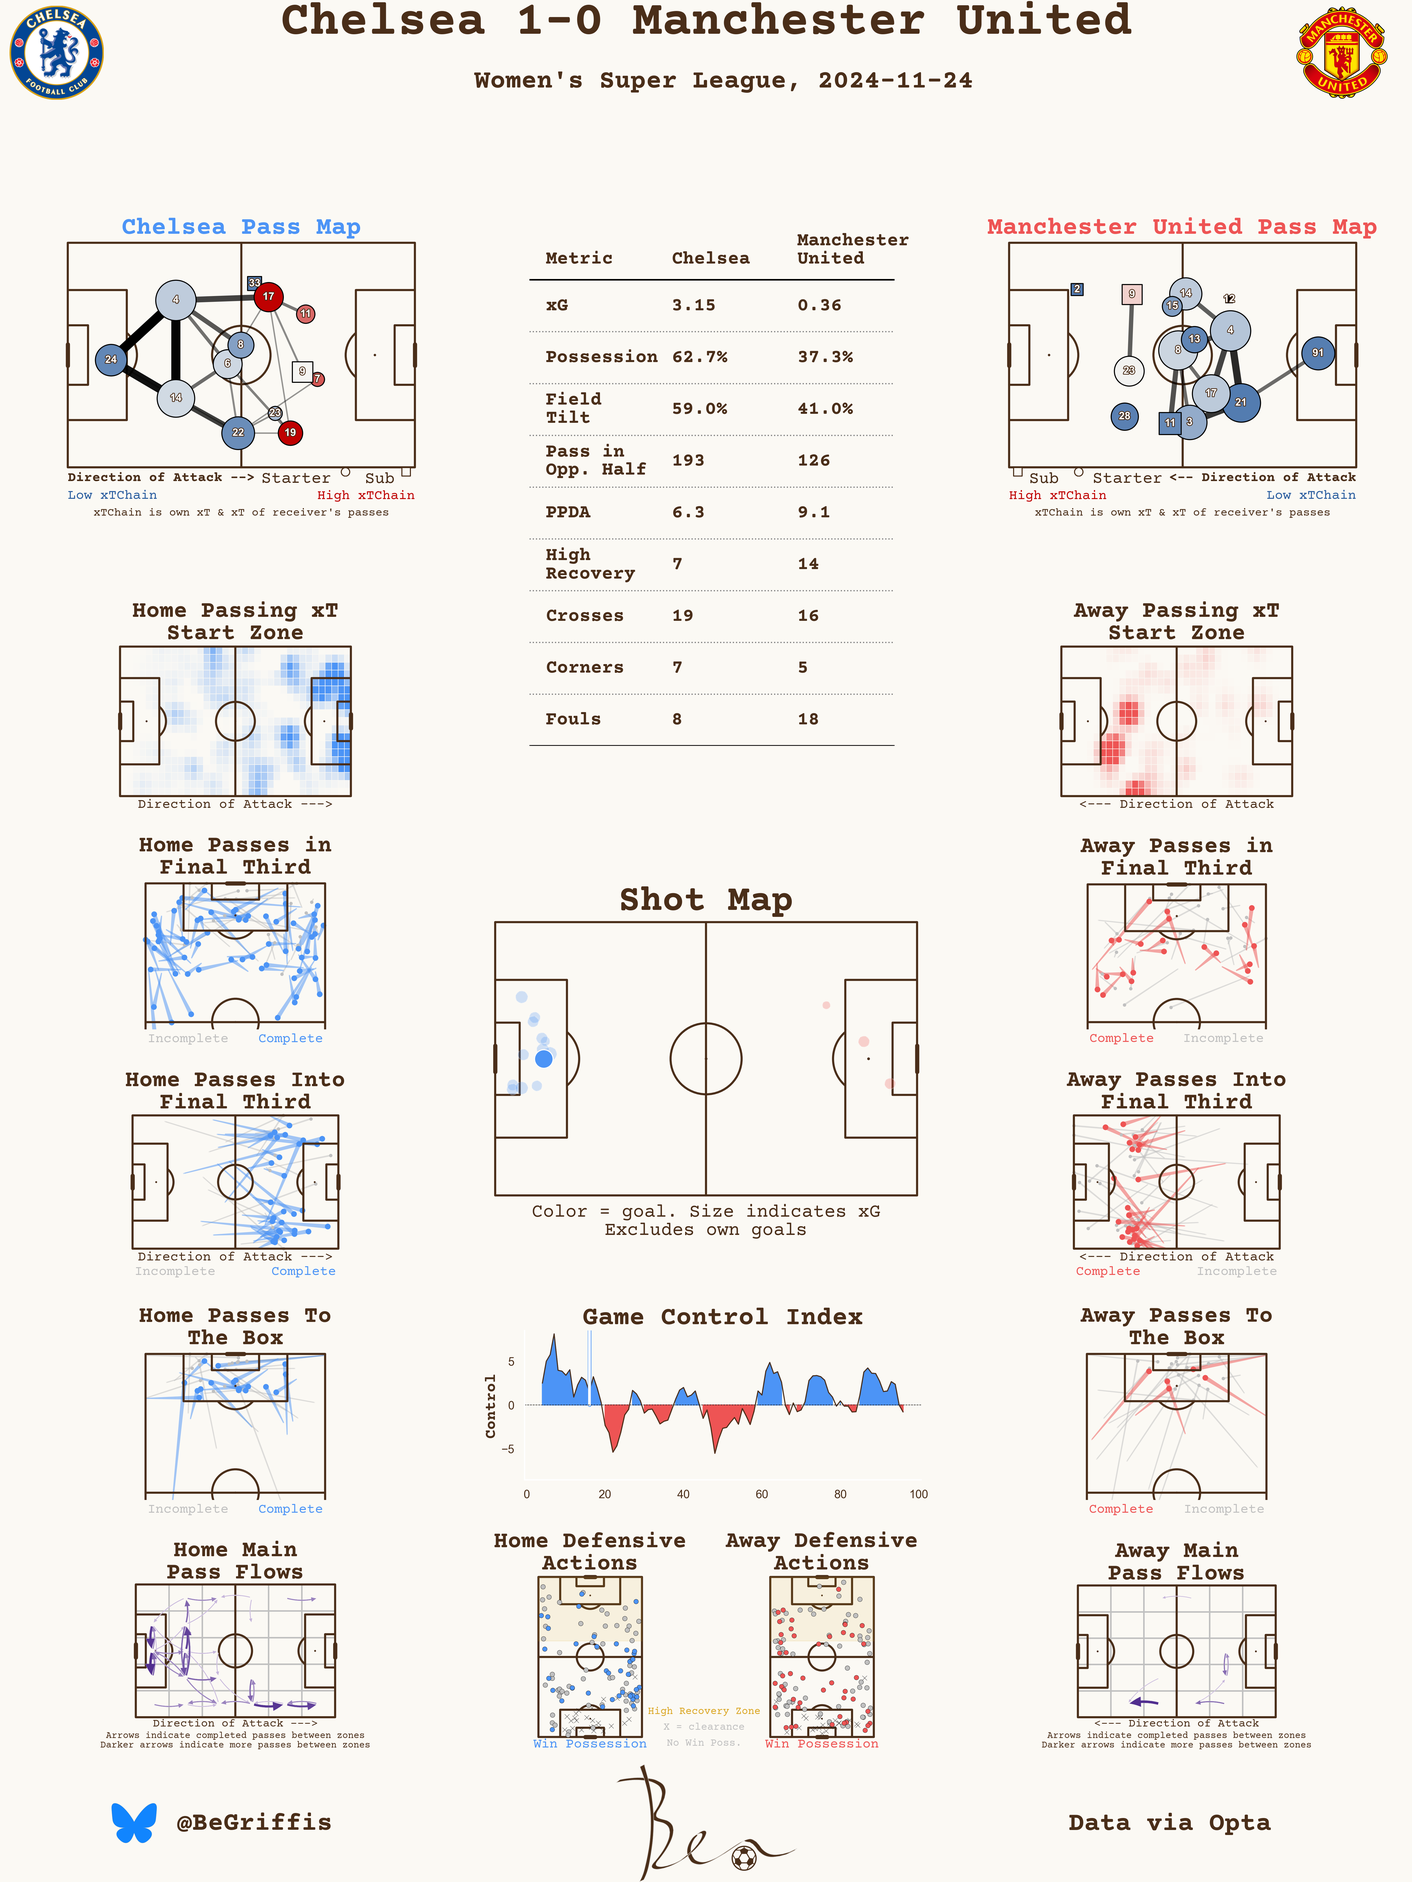 Chelsea 1-0 Manchester United
Women's Super League, 2024-11-24
CHELSEA
FOOTBALL CLUB
MANCHESTER
UNITED
Chelsea Pass Map
4
33
17
11
24
8
6
9
7
14
23
22
19
Direction of Attack --> Starter Sub
Low xTChain High xTChain
xTChain is own xT & xT of receiver's passes
Metric Chelsea Manchester United
xG 3.15 0.36
Possession 62.7% 37.3%
Field Tilt 59.0% 41.0%
Pass in Opp. Half 193 126
PPDA 6.3 9.1
High Recovery 7 14
Crosses 19 16
Corners 7 5
Fouls 8 18
Manchester United Pass Map
2
9
14
15
12
4
13
8
91
23
17
21
28
11
3
Sub Starter <-- Direction of Attack
High xTChain Low xTChain
xTChain is own xT & xT of receiver's passes
Home Passing xT
Start Zone
Direction of Attack --->
Away Passing xT
Start Zone
<--- Direction of Attack
Home Passes in
Final Third
Incomplete Complete
Away Passes in
Final Third
Complete Incomplete
Shot Map
Color = goal. Size indicates xG
Excludes own goals
Home Passes Into
Final Third
Direction of Attack --->
Incomplete Complete
Away Passes Into
Final Third
<--- Direction of Attack
Complete Incomplete
Home Passes To
The Box
Incomplete Complete
Game Control Index
Control
5
0
−5
0 20 40 60 80 100
Away Passes To
The Box
Complete Incomplete
Home Main
Pass Flows
Direction of Attack --->
Arrows indicate completed passes between zones
Darker arrows indicate more passes between zones
Home Defensive
Actions
Win Possession
High Recovery Zone
X = clearance
No Win Poss.
Away Defensive
Actions
Win Possession
Away Main
Pass Flows
<--- Direction of Attack
Arrows indicate completed passes between zones
Darker arrows indicate more passes between zones
@BeGriffis
Ben
Data via Opta